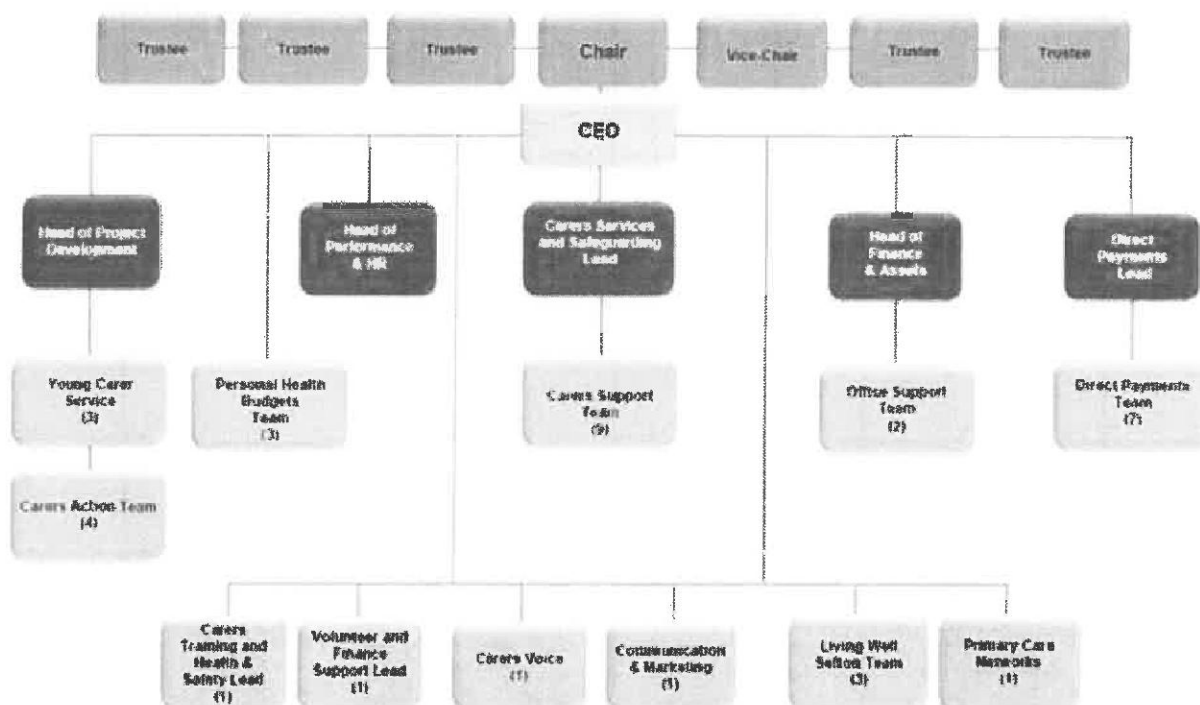 Trustee
Trustee
Trustee
Chair
Vice-Chair
Trustee
Trustee
CEO
Head of Project
Development
Head of
Performance
& HR
Carers Services
and Safeguarding
Lead
Head of
Finance
& Assets
Direct
Payments
Lead
Young Carer
Service
(3)
Personal Health
Budgets
Team
(3)
Carers Support
Team
(9)
Office Support
Team
(2)
Direct Payments
Team
(7)
Carers Action Team
(4)
Carers
Training and
Health &
Safety Lead
(1)
Volunteer and
Finance
Support Lead
(1)
Carers Voice
(1)
Communication
& Marketing
(1)
Living Well
Sefton Team
(3)
Primary Care
Networks
(1)